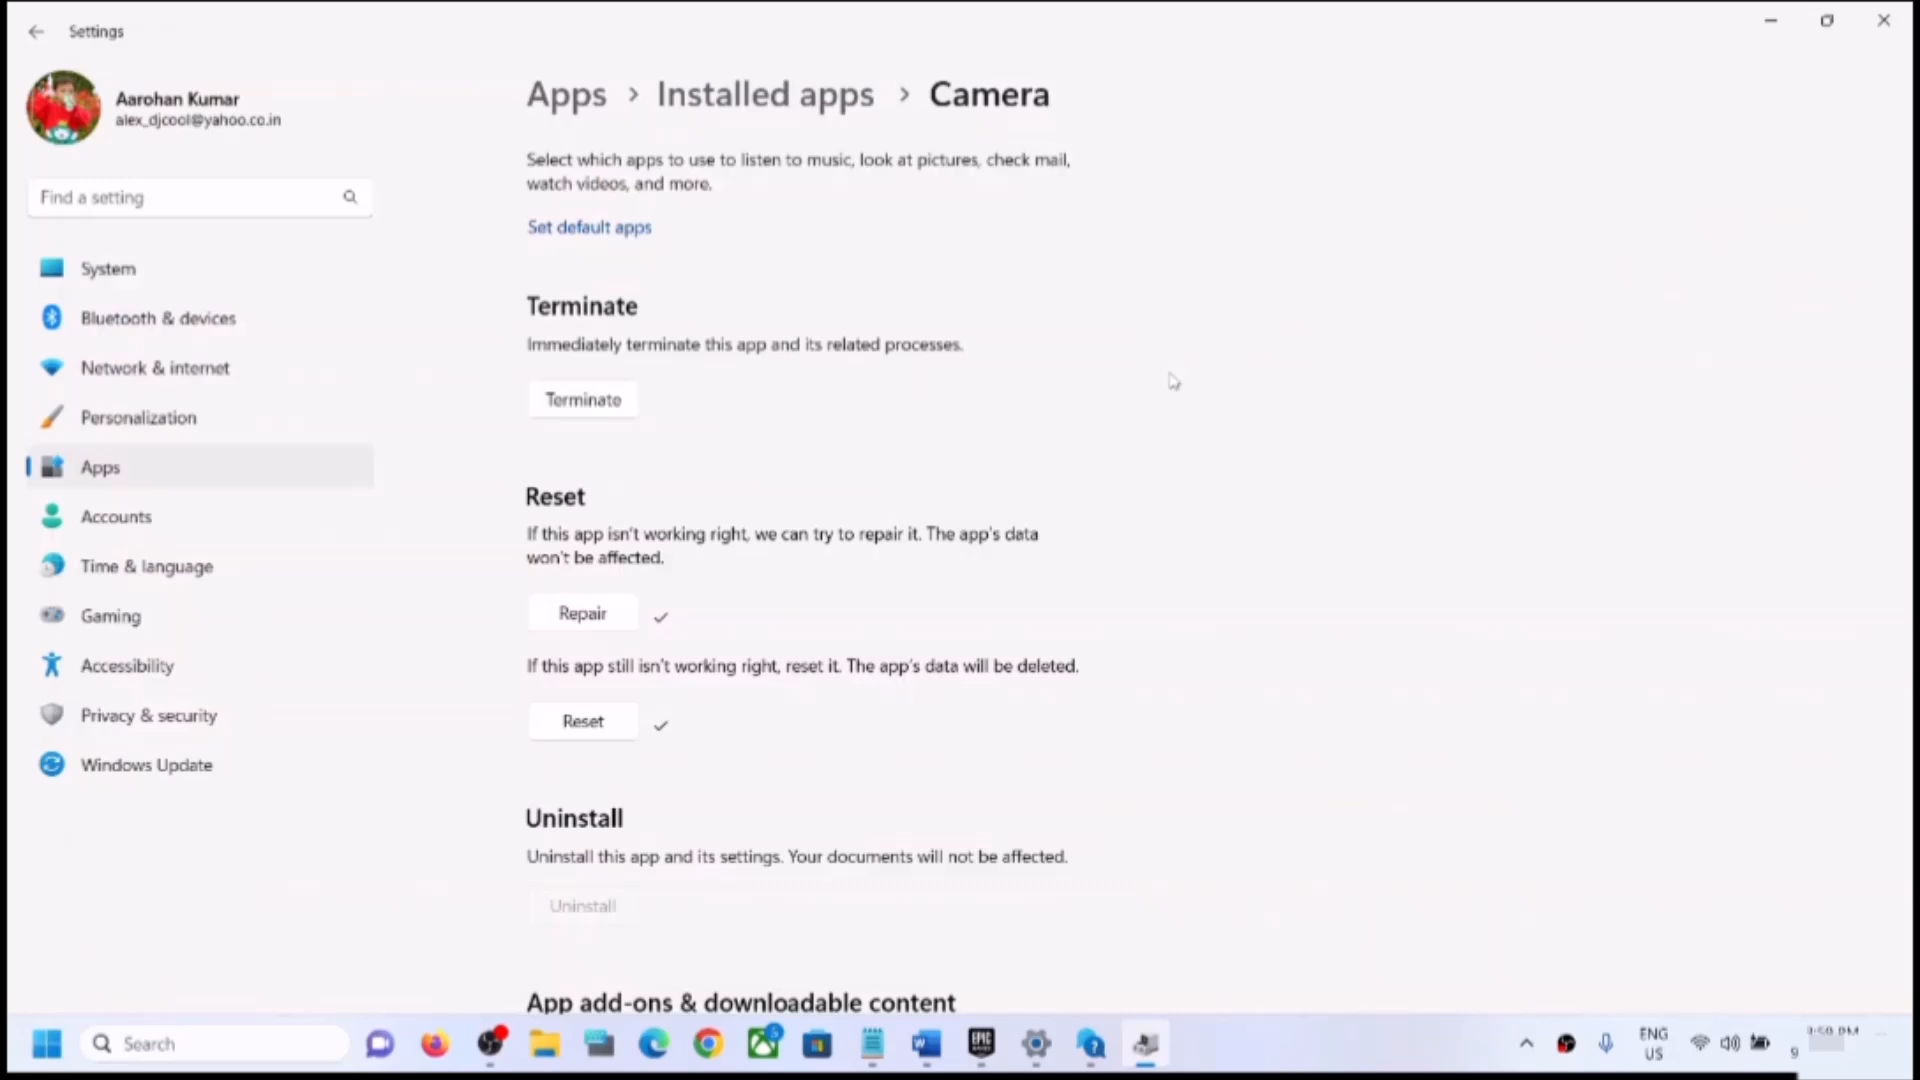 Settings
Aarohan Kumar
alex_djcool@yahoo.co.in
Find a setting
System
Bluetooth & devices
Network & internet
Personalization
Apps
Accounts
Time & language
Gaming
Accessibility
Privacy & security
Windows Update
Apps > Installed apps > Camera
Select which apps to use to listen to music, look at pictures, check mail,
watch videos, and more.
Set default apps
Terminate
Immediately terminate this app and its related processes.
Terminate
Reset
If this app isn't working right, we can try to repair it. The app's data
won't be affected.
Repair
If this app still isn't working right, reset it. The app's data will be deleted.
Reset
Uninstall
Uninstall this app and its settings. Your documents will not be affected.
Uninstall
App add-ons & downloadable content
Search
EPIC
ENG
US